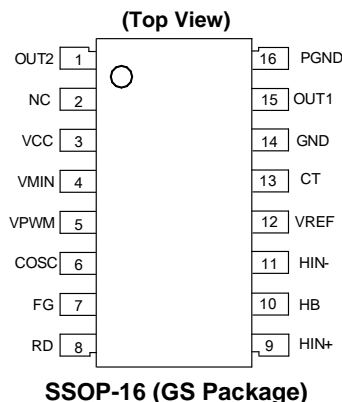 (Top View)
OUT2 1 16 PGND
NC 2 15 OUT1
VCC 3 14 GND
VMIN 4 13 CT
VPWM 5 12 VREF
COSC 6 11 HIN-
FG 7 10 HB
RD 8 9 HIN+
SSOP-16 (GS Package)